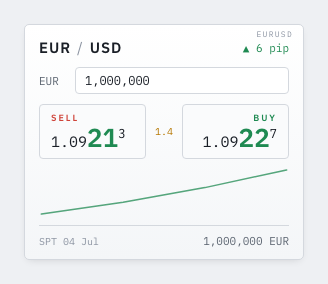 EURUSD
EUR / USD
▲ 6 pip
EUR
1,000,000
SELL
1.09213
1.4
BUY
1.09227
SPT 04 Jul
1,000,000 EUR